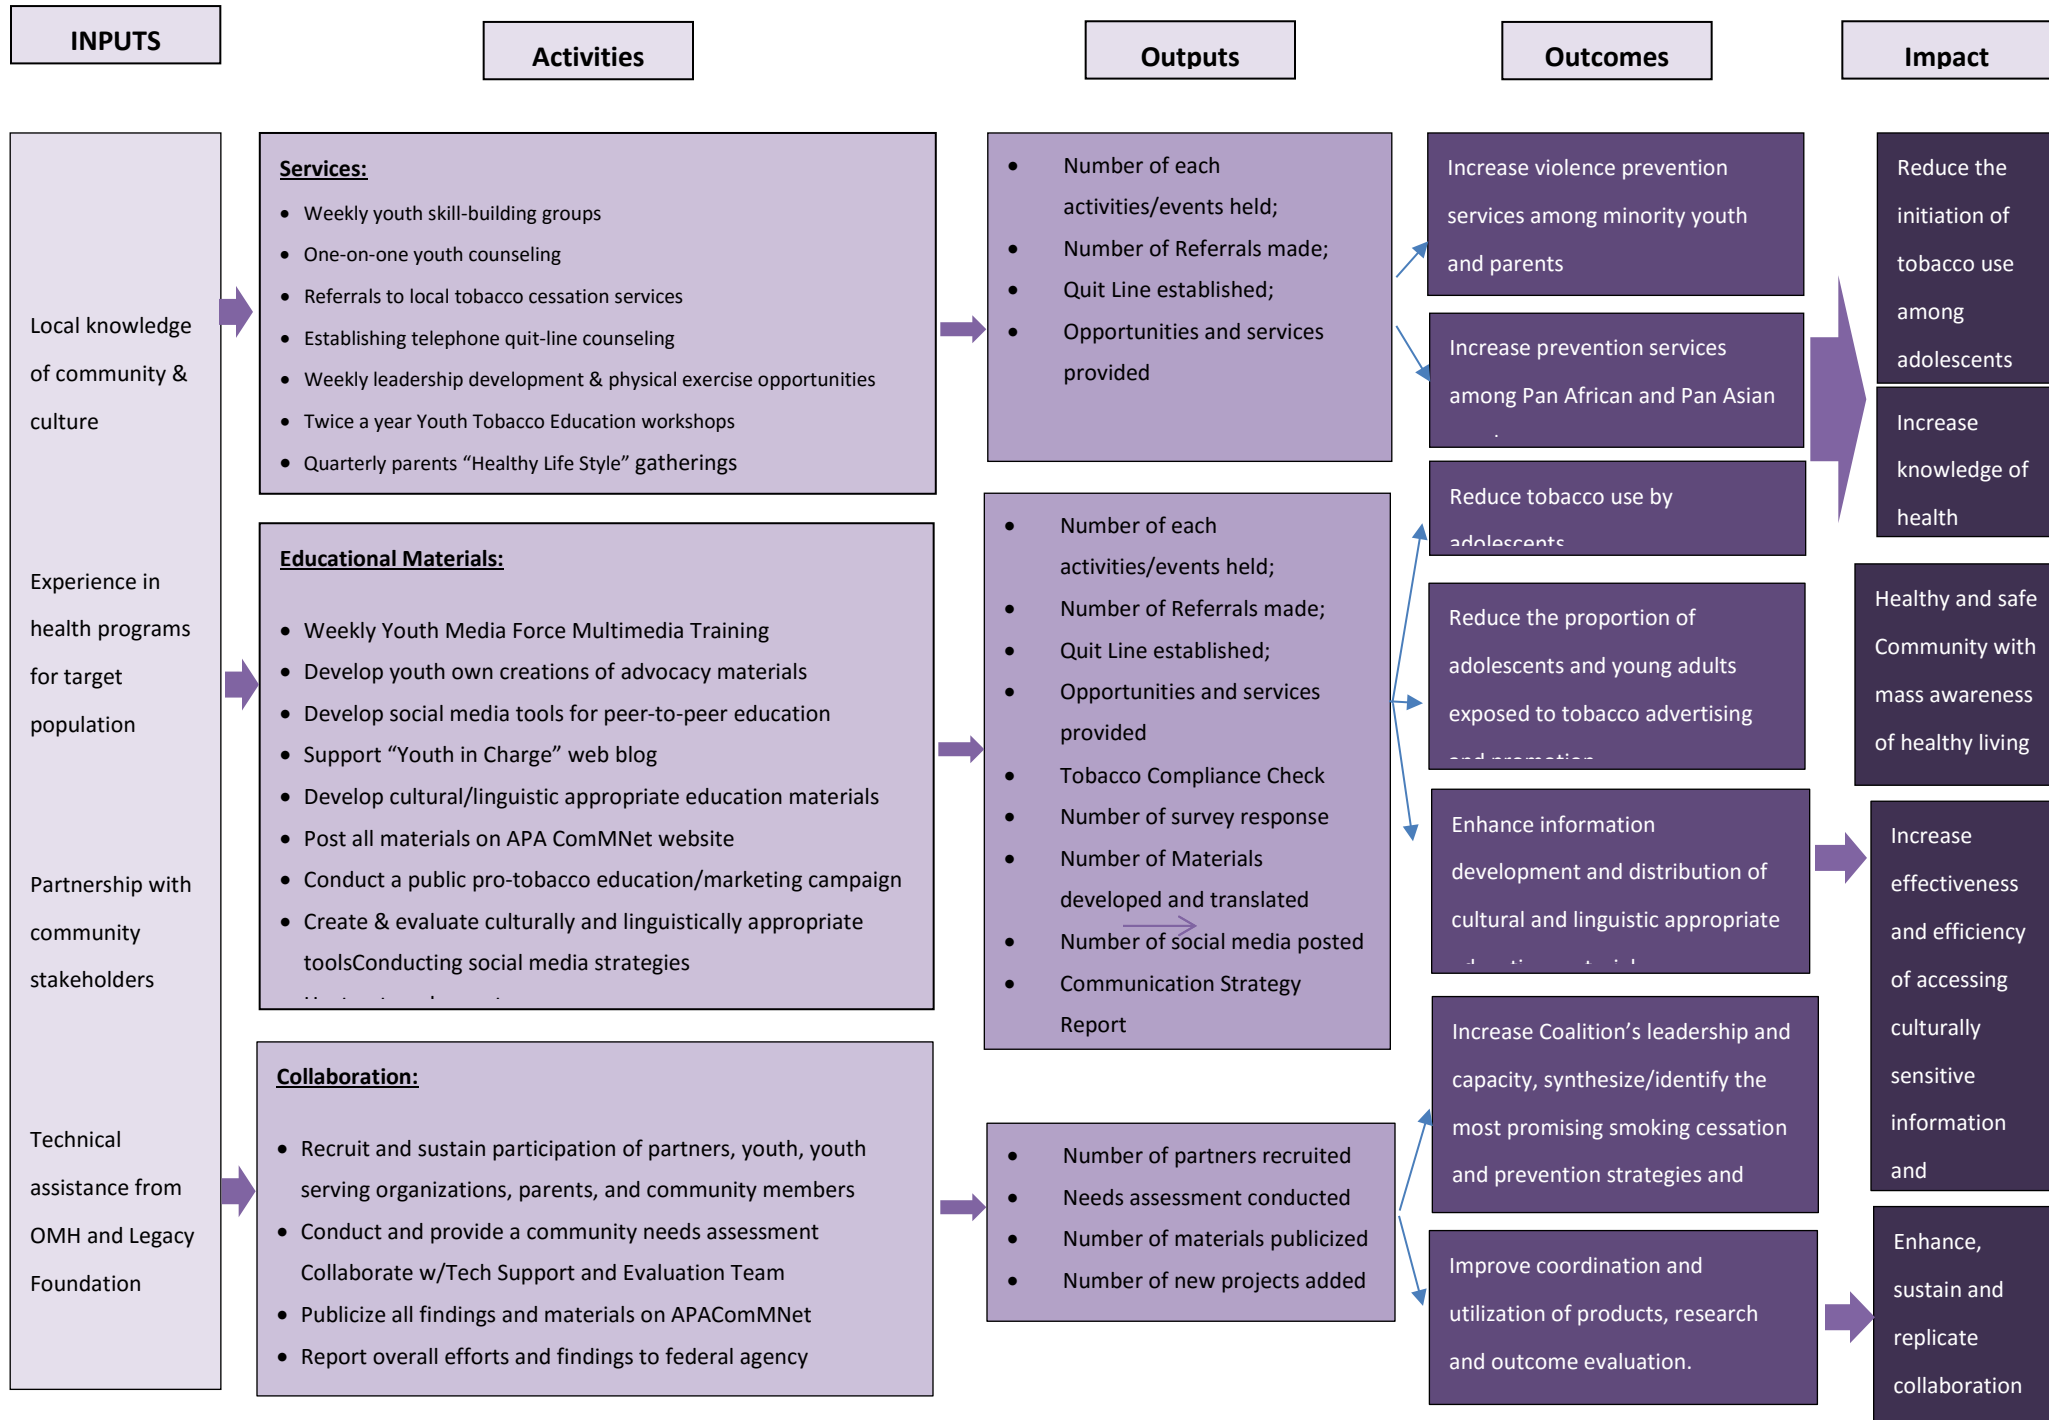 INPUTS
Activities
Outputs
Outcomes
Impact
Local knowledge
of community &
culture
Experience in
health programs
for target
population
Partnership with
community
stakeholders
Technical
assistance from
OMH and Legacy
Foundation
Services:
• Weekly youth skill-building groups
• One-on-one youth counseling
• Referrals to local tobacco cessation services
• Establishing telephone quit-line counseling
• Weekly leadership development & physical exercise opportunities
• Twice a year Youth Tobacco Education workshops
• Quarterly parents “Healthy Life Style” gatherings
Educational Materials:
• Weekly Youth Media Force Multimedia Training
• Develop youth own creations of advocacy materials
• Develop social media tools for peer-to-peer education
• Support “Youth in Charge” web blog
• Develop cultural/linguistic appropriate education materials
• Post all materials on APA ComMNet website
• Conduct a public pro-tobacco education/marketing campaign
• Create & evaluate culturally and linguistically appropriate
toolsConducting social media strategies
Collaboration:
• Recruit and sustain participation of partners, youth, youth
serving organizations, parents, and community members
• Conduct and provide a community needs assessment
Collaborate w/Tech Support and Evaluation Team
• Publicize all findings and materials on APAComMNet
• Report overall efforts and findings to federal agency
• Number of each
activities/events held;
• Number of Referrals made;
• Quit Line established;
• Opportunities and services
provided
• Number of each
activities/events held;
• Number of Referrals made;
• Quit Line established;
• Opportunities and services
provided
• Tobacco Compliance Check
• Number of survey response
• Number of Materials
developed and translated
• Number of social media posted
• Communication Strategy
Report
• Number of partners recruited
• Needs assessment conducted
• Number of materials publicized
• Number of new projects added
Increase violence prevention
services among minority youth
and parents
Increase prevention services
among Pan African and Pan Asian
Reduce tobacco use by
adolescents
Reduce the proportion of
adolescents and young adults
exposed to tobacco advertising
and promotion
Enhance information
development and distribution of
cultural and linguistic appropriate
Increase Coalition’s leadership and
capacity, synthesize/identify the
most promising smoking cessation
and prevention strategies and
Improve coordination and
utilization of products, research
and outcome evaluation.
Reduce the
initiation of
tobacco use
among
adolescents
Increase
knowledge of
health
Healthy and safe
Community with
mass awareness
of healthy living
Increase
effectiveness
and efficiency
of accessing
culturally
sensitive
information
and
Enhance,
sustain and
replicate
collaboration